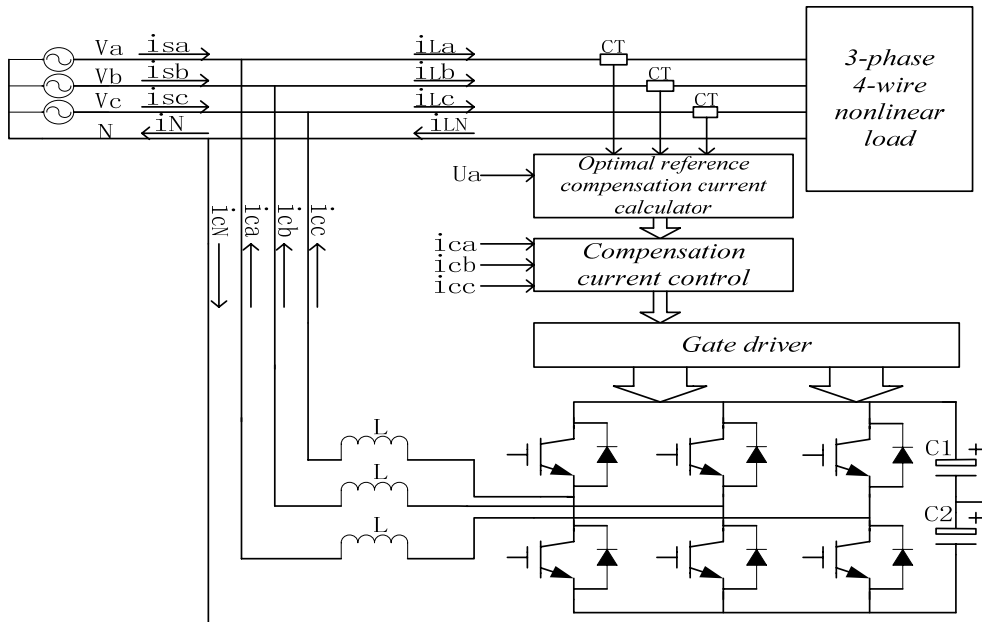 Va
isa
iLa
CT
Vb
isb
iLb
CT
Vc
isc
iLc
CT
N
iN
iLN
3-phase
4-wire
nonlinear
load
Ua
Optimal reference
compensation current
calculator
icN
ica
icb
icc
ica
icb
icc
Compensation
current control
Gate driver
L
L
L
C1
+
C2
+